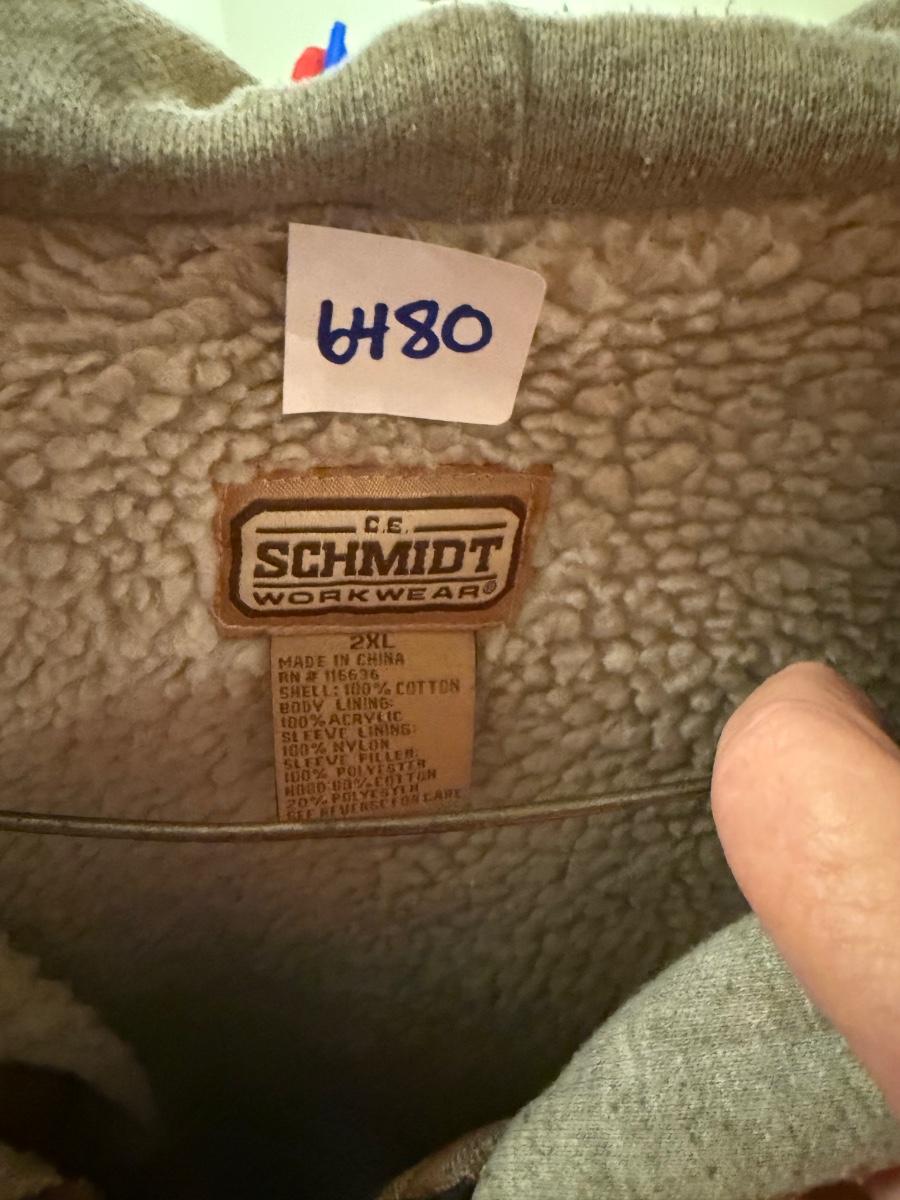 6480
C.E.
SCHMIDT
WORKWEAR®
2XL
MADE IN CHINA
RN # 116696
SHELL: 100% COTTON
BODY LINING:
100% ACRYLIC
SLEEVE LINING:
100% NYLON
SLEEVE FILLER:
100% POLYESTER
HOOD: 80% COTTON
20% POLYESTER
SEE REVERSE FOR CARE